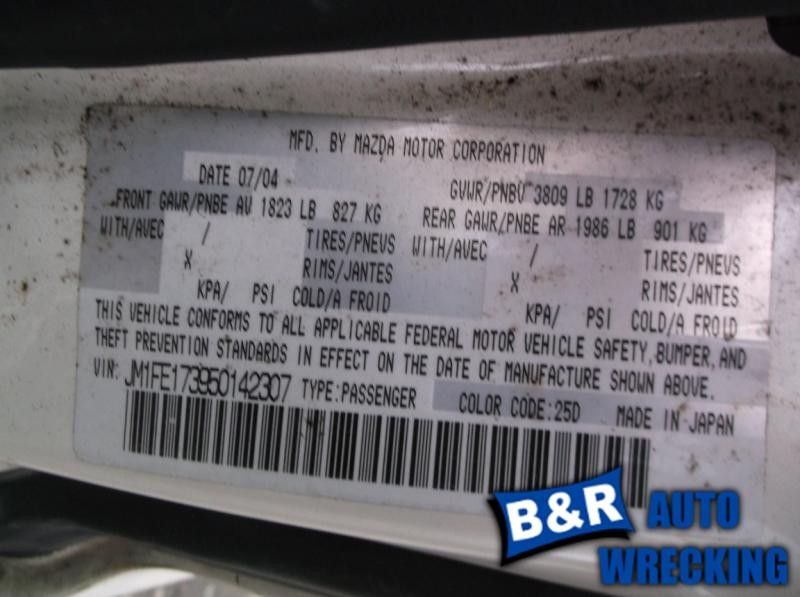 MFD. BY MAZDA MOTOR CORPORATION
DATE 07/04 GVWR/PNBV 3809 LB 1728 KG
FRONT GAWR/PNBE AV 1823 LB 827 KG REAR GAWR/PNBE AR 1986 LB 901 KG
WITH/AVEC / TIRES/PNEUS WITH/AVEC / TIRES/PNEUS
X RIMS/JANTES X RIMS/JANTES
KPA/ PSI COLD/A FROID KPA/ PSI COLD/A FROID
THIS VEHICLE CONFORMS TO ALL APPLICABLE FEDERAL MOTOR VEHICLE SAFETY, BUMPER, AND
THEFT PREVENTION STANDARDS IN EFFECT ON THE DATE OF MANUFACTURE SHOWN ABOVE.
VIN: JM1FE173950142307 TYPE:PASSENGER COLOR CODE:25D MADE IN JAPAN
B&R AUTO
WRECKING